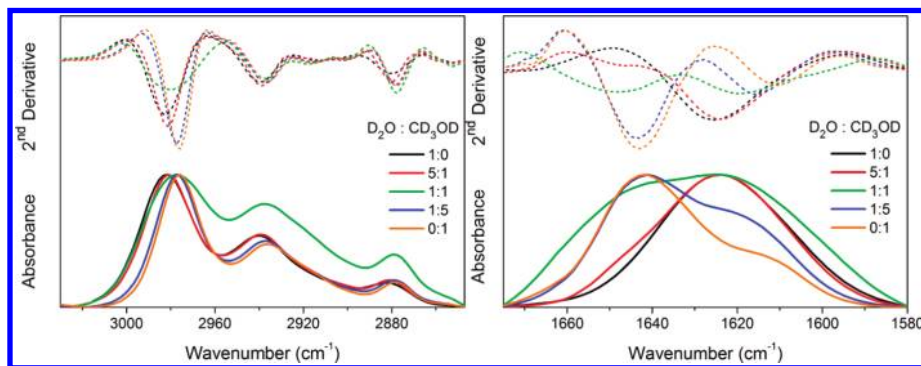 2nd Derivative
Absorbance
D2O : CD3OD
1:0
5:1
1:1
1:5
0:1
3000 2960 2920 2880
Wavenumber (cm-1)
2nd Derivative
Absorbance
D2O : CD3OD
1:0
5:1
1:1
1:5
0:1
1660 1640 1620 1600 1580
Wavenumber (cm-1)